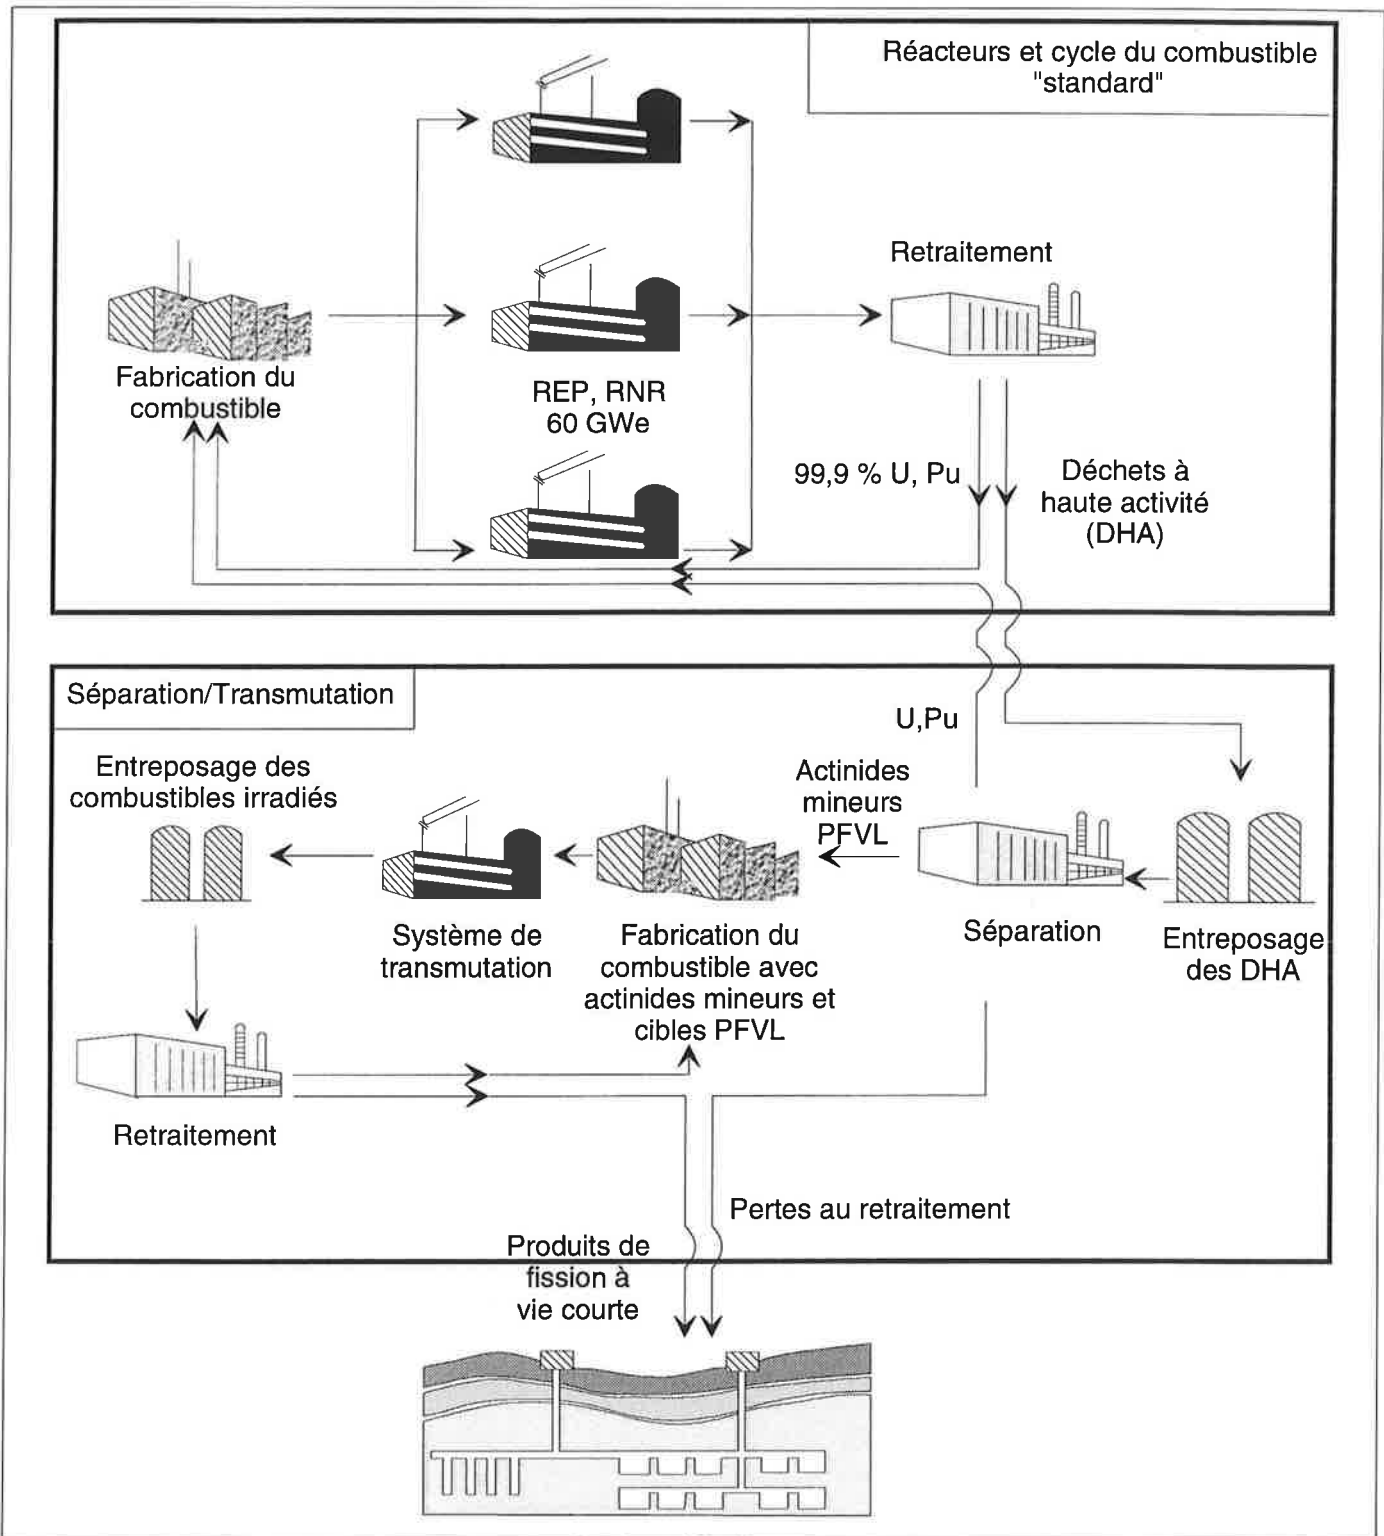 Réacteurs et cycle du combustible
"standard"
Retraitement
Fabrication du
combustible
REP, RNR
60 GWe
99,9 % U, Pu
Déchets à
haute activité
(DHA)
Séparation/Transmutation
U,Pu
Entreposage des
combustibles irradiés
Actinides
mineurs
PFVL
Système de
transmutation
Fabrication du
combustible avec
actinides mineurs et
cibles PFVL
Séparation
Entreposage
des DHA
Retraitement
Pertes au retraitement
Produits de
fission à
vie courte